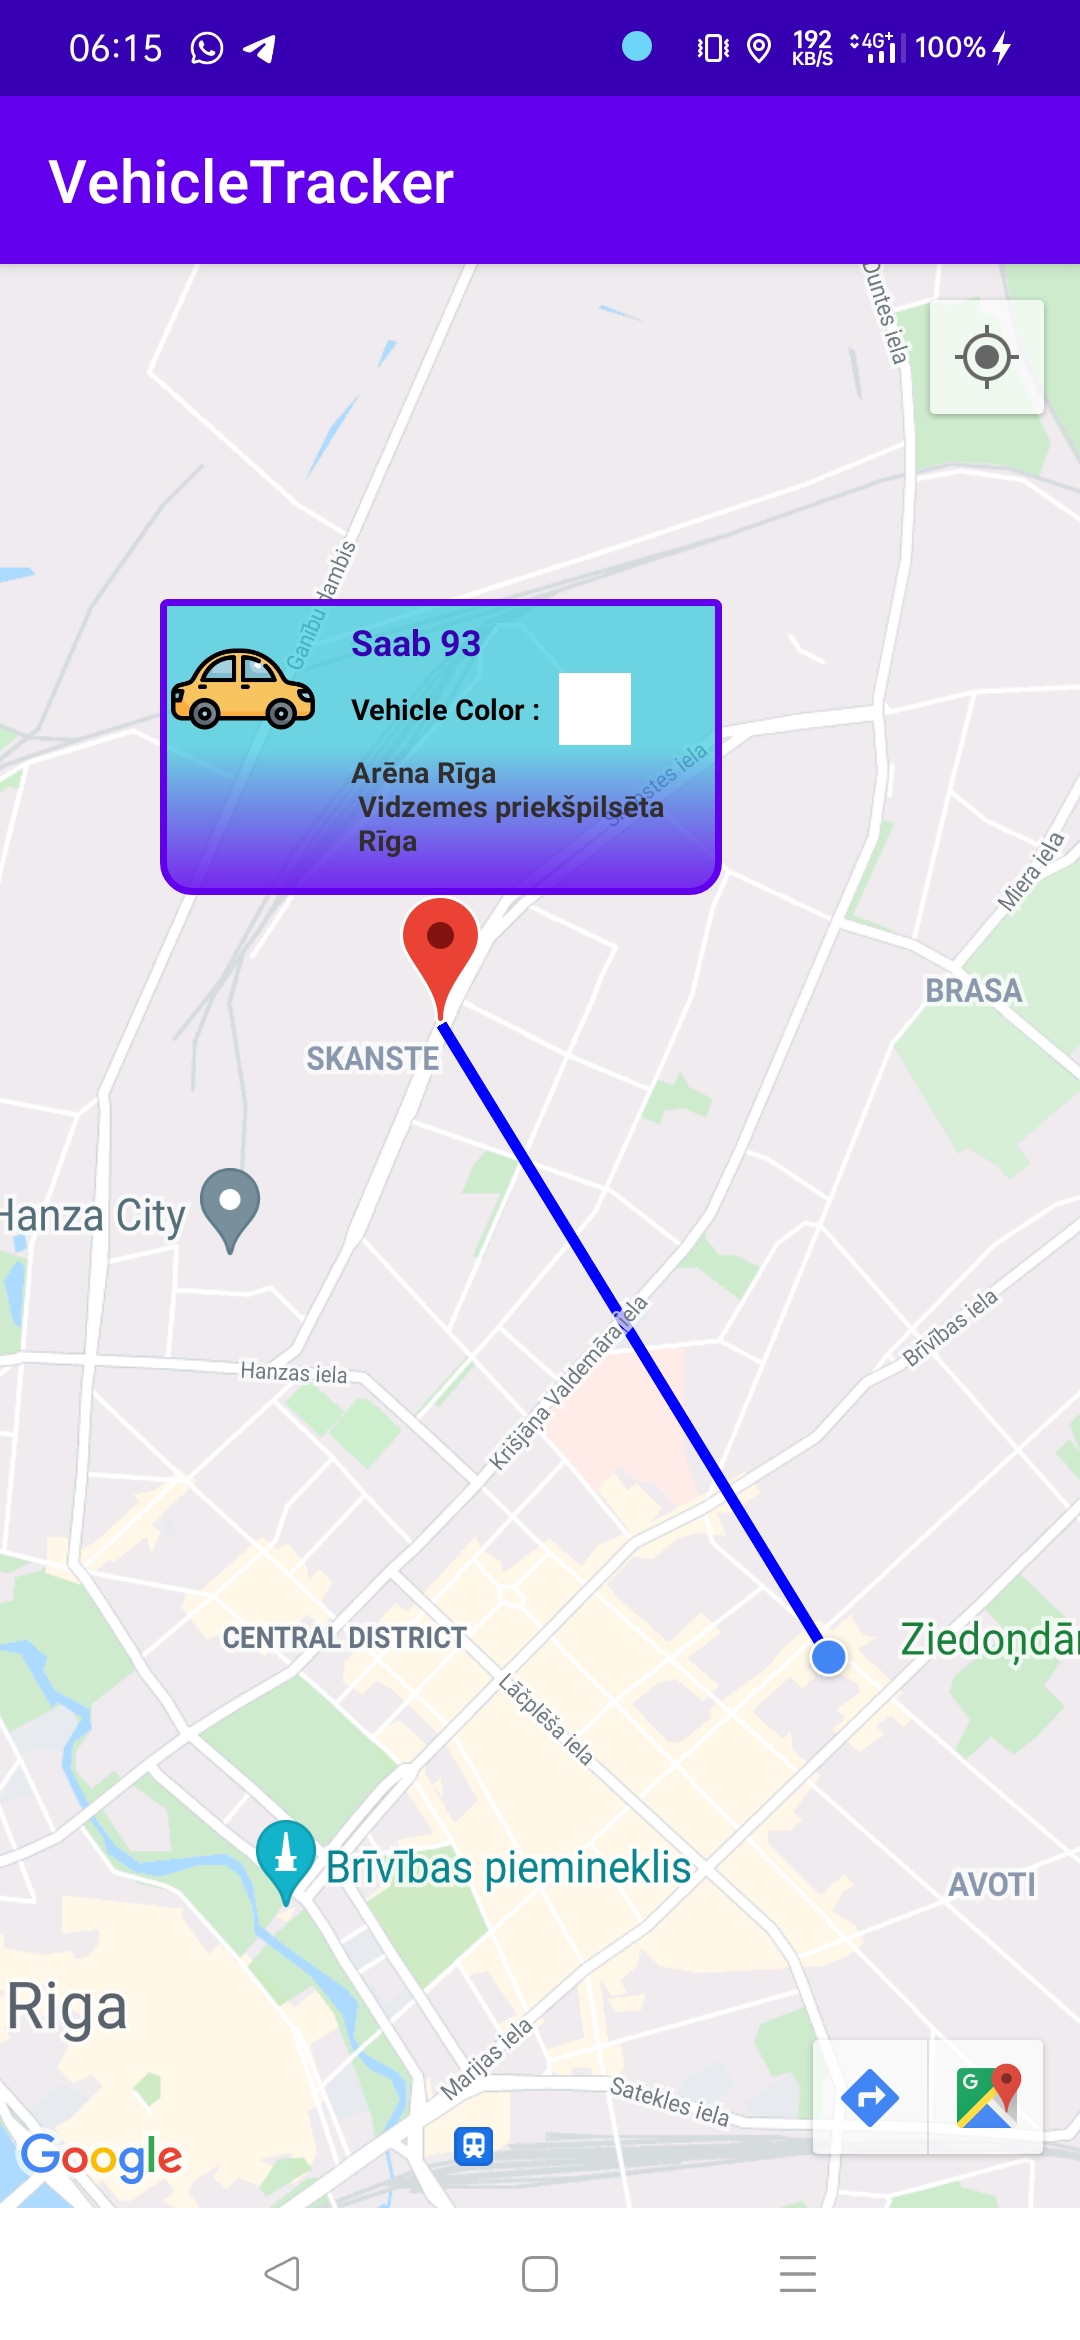 06:15
192
KB/S
4G+
100%
VehicleTracker
Duntes iela
Ganību dambis
Saab 93
Vehicle Color :
Skanstes iela
Arēna Rīga
Vidzemes priekšpilsēta
Rīga
Miera iela
BRASA
SKANSTE
Hanza City
Brīvības iela
Krišjāņa Valdemāra iela
Hanzas iela
CENTRAL DISTRICT
Ziedoņdār
Lāčplēša iela
Brīvības piemineklis
AVOTI
Riga
Marijas iela
Satekles iela
G
Google